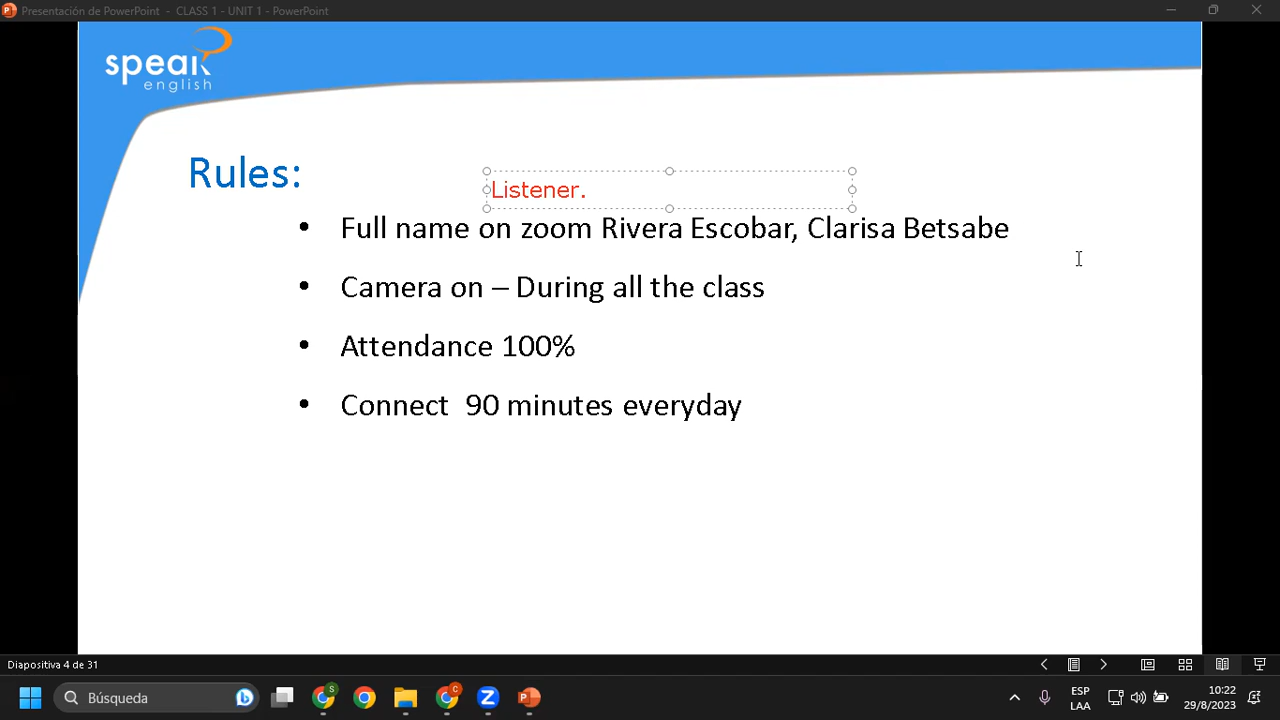 Presentación de PowerPoint - CLASS 1 - UNIT 1 - PowerPoint
speak
english
Rules:
Listener.
• Full name on zoom Rivera Escobar, Clarisa Betsabe
• Camera on – During all the class
• Attendance 100%
• Connect 90 minutes everyday
Diapositiva 4 de 31
Búsqueda
S
C
ESP
LAA
10:22
29/8/2023